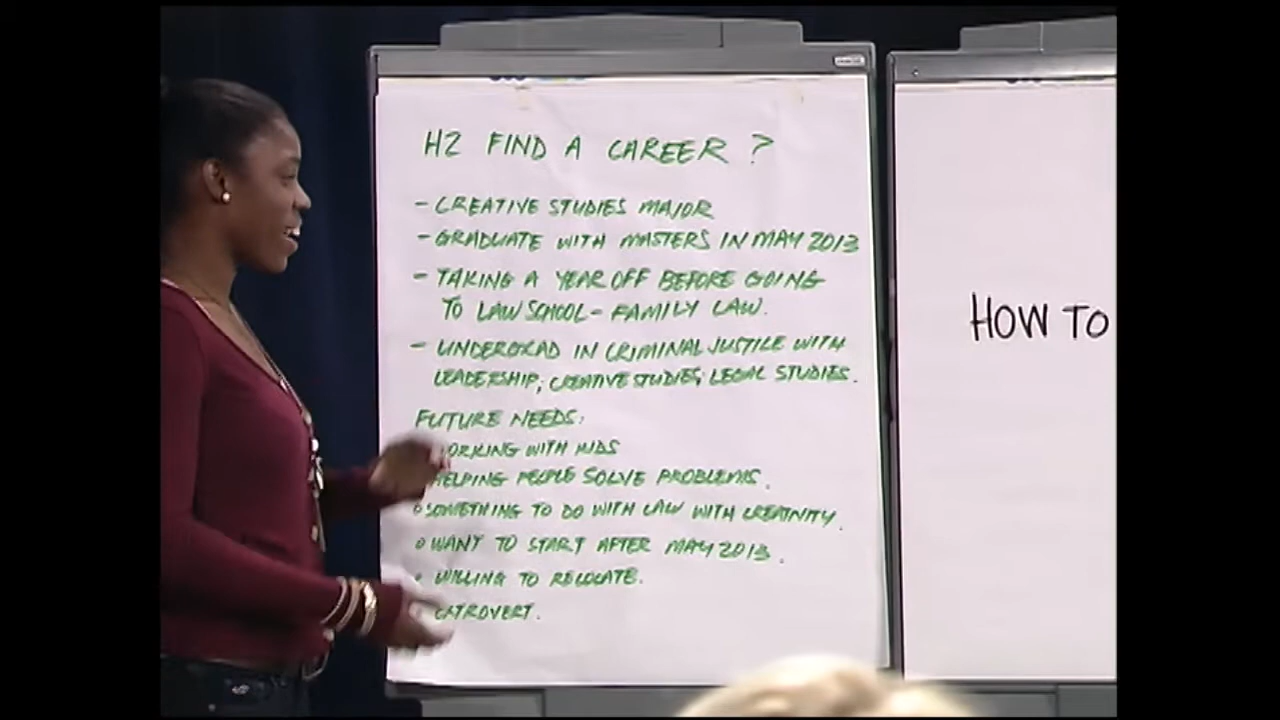 H2 FIND A CAREER ?
- CREATIVE STUDIES MAJOR
- GRADUATE WITH MASTERS IN MAY 2013
- TAKING A YEAR OFF BEFORE GOING
TO LAW SCHOOL - FAMILY LAW.
- UNDERGRAD IN CRIMINAL JUSTICE WITH
LEADERSHIP; CREATIVE STUDIES; LEGAL STUDIES.
FUTURE NEEDS:
WORKING WITH KIDS
HELPING PEOPLE SOLVE PROBLEMS.
o SOMETHING TO DO WITH LAW WITH CREATIVITY.
o WANT TO START AFTER MAY 2013.
o WILLING TO RELOCATE.
EXTROVERT.
HOW TO